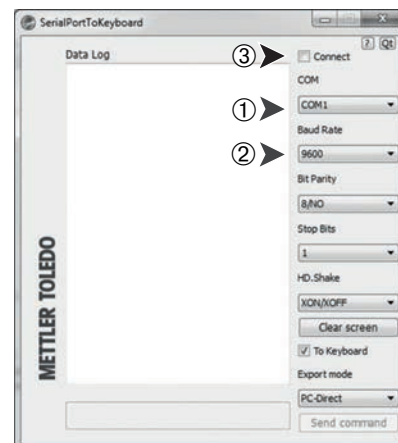 SerialPortToKeyboard
? Qt
Data Log
③ Connect
COM
① COM1
Baud Rate
② 9600
Bit Parity
8/NO
Stop Bits
1
HD.Shake
XON/XOFF
Clear screen
To Keyboard
Export mode
PC-Direct
Send command
METTLER TOLEDO